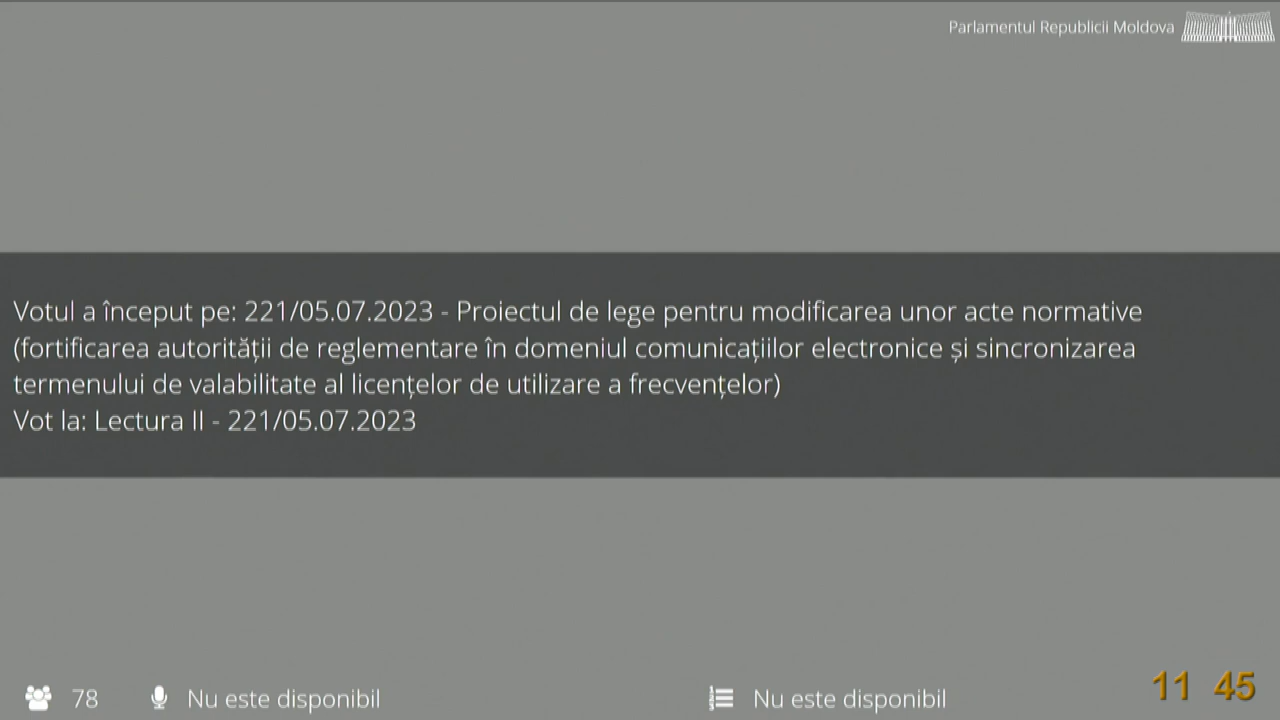 Parlamentul Republicii Moldova
Votul a început pe: 221/05.07.2023 - Proiectul de lege pentru modificarea unor acte normative
(fortificarea autorității de reglementare în domeniul comunicațiilor electronice și sincronizarea
termenului de valabilitate al licențelor de utilizare a frecvențelor)
Vot la: Lectura II - 221/05.07.2023
78 Nu este disponibil Nu este disponibil 11 45